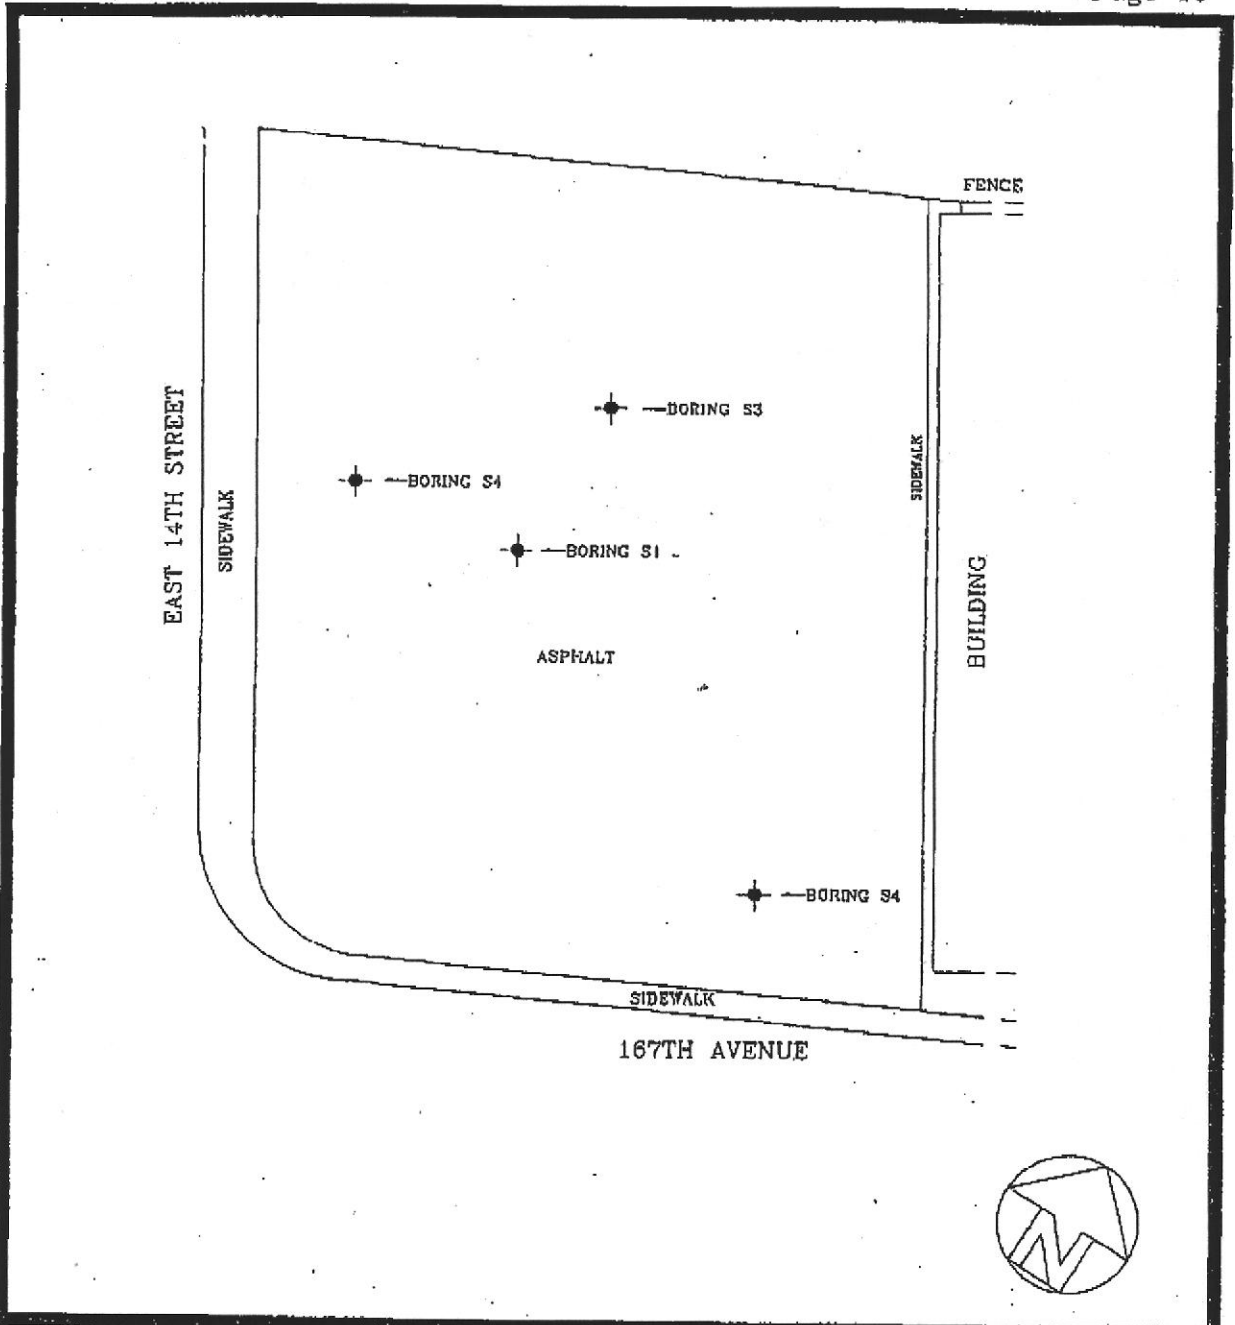 FENCE
BORING S3
EAST 14TH STREET
SIDEWALK
SIDEWALK
BORING S4
BORING S1
BUILDING
ASPHALT
BORING S4
SIDEWALK
167TH AVENUE
N